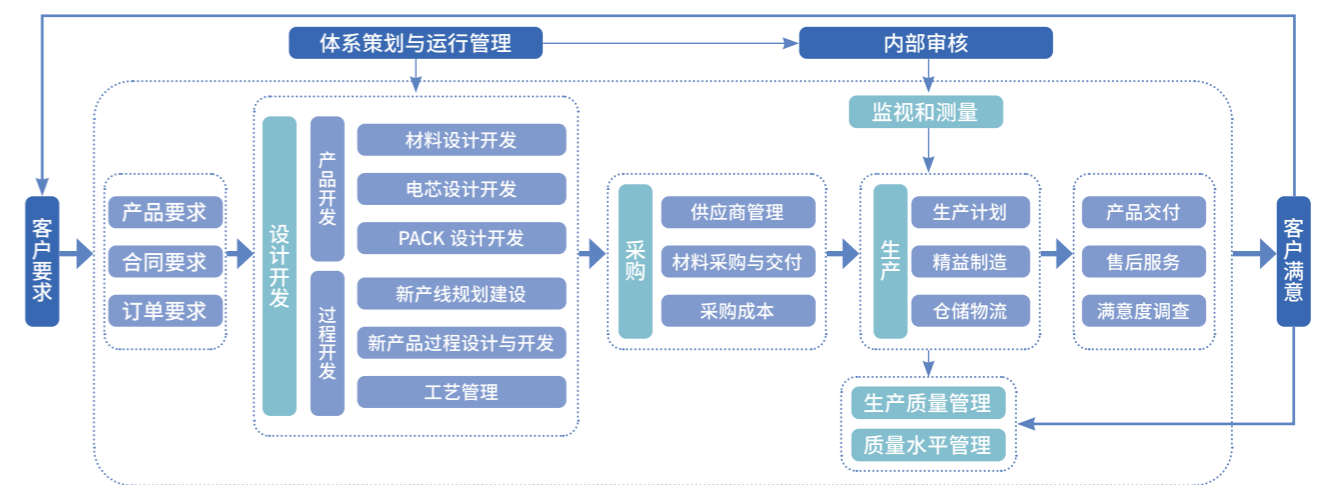 体系策划与运行管理
内部审核
监视和测量
客户要求
产品要求
合同要求
订单要求
设计开发
产品开发
材料设计开发
电芯设计开发
PACK 设计开发
过程开发
新产线规划建设
新产品过程设计与开发
工艺管理
采购
供应商管理
材料采购与交付
采购成本
生产
生产计划
精益制造
仓储物流
产品交付
售后服务
满意度调查
客户满意
生产质量管理
质量水平管理